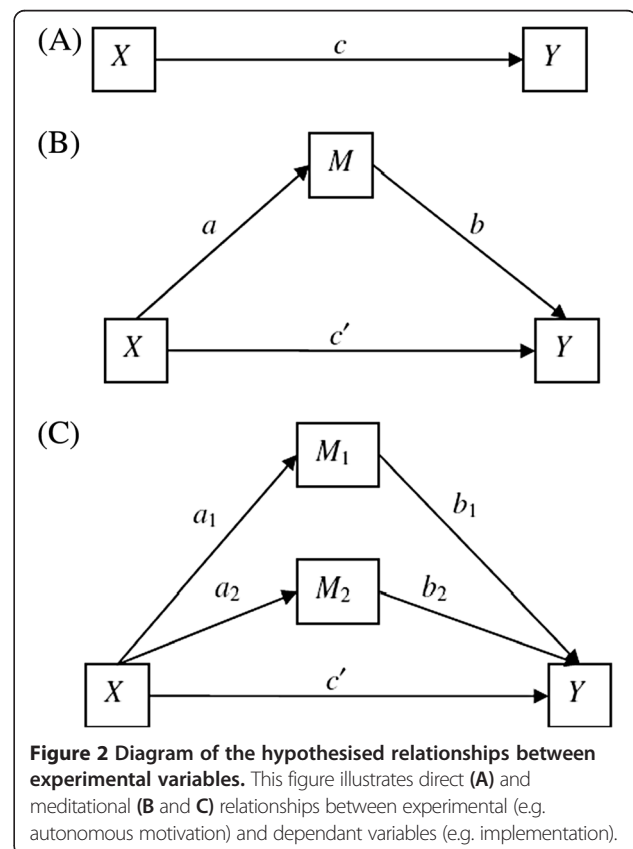 (A)
X
c
Y
(B)
M
a
b
X
c′
Y
(C)
M₁
a₁
b₁
M₂
a₂
b₂
X
c′
Y
Figure 2 Diagram of the hypothesised relationships between
experimental variables. This figure illustrates direct (A) and
meditational (B and C) relationships between experimental (e.g.
autonomous motivation) and dependant variables (e.g. implementation).